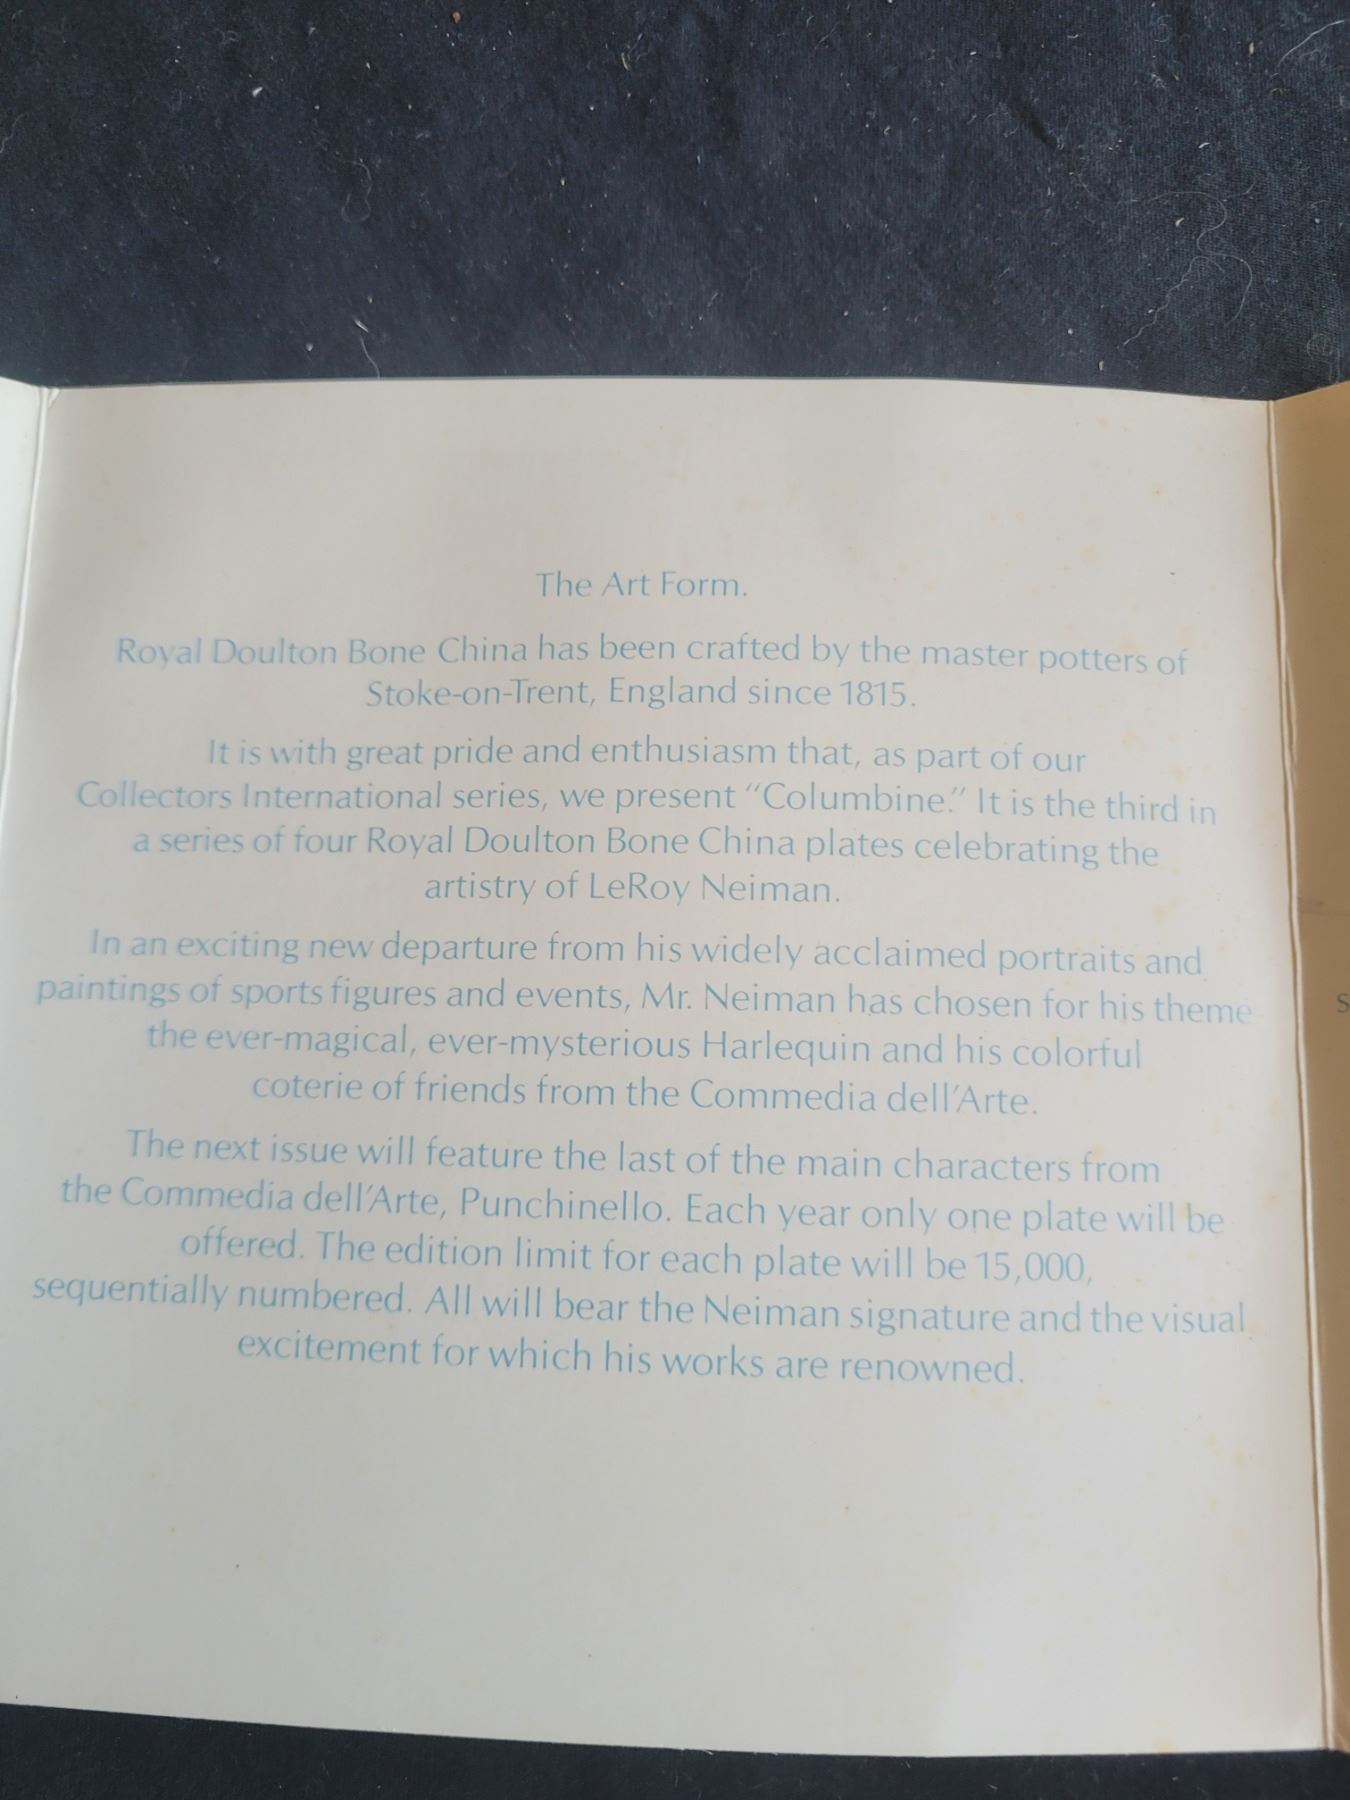 The Art Form.
Royal Doulton Bone China has been crafted by the master potters of
Stoke-on-Trent, England since 1815.
It is with great pride and enthusiasm that, as part of our
Collectors International series, we present "Columbine." It is the third in
a series of four Royal Doulton Bone China plates celebrating the
artistry of LeRoy Neiman.
In an exciting new departure from his widely acclaimed portraits and
paintings of sports figures and events, Mr. Neiman has chosen for his theme
the ever-magical, ever-mysterious Harlequin and his colorful
coterie of friends from the Commedia dell'Arte.
The next issue will feature the last of the main characters from
the Commedia dell'Arte, Punchinello. Each year only one plate will be
offered. The edition limit for each plate will be 15,000,
sequentially numbered. All will bear the Neiman signature and the visual
excitement for which his works are renowned.